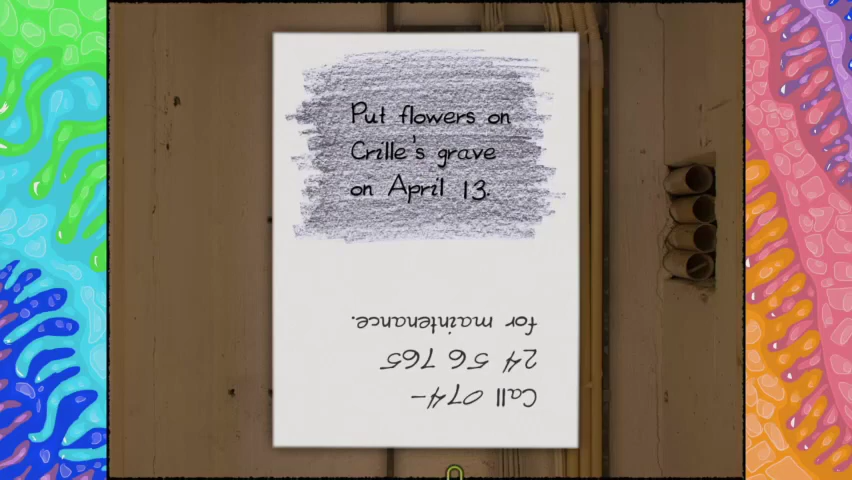 Put flowers on
Crille's grave
on April 13.
Call 074-
24 56 765
for maintenance.